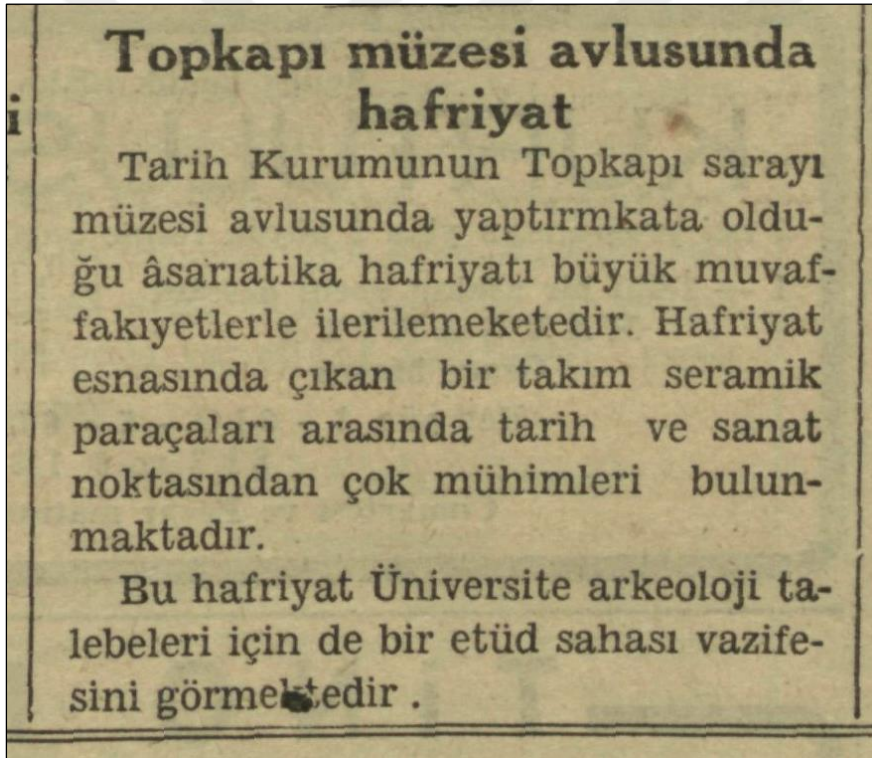 Topkapı müzesi avlusunda
hafriyat
Tarih Kurumunun Topkapı sarayı
müzesi avlusunda yaptırmkata oldu-
ğu âsarıatika hafriyatı büyük muvaf-
fakıyetlerle ilerilemeketedir. Hafriyat
esnasında çıkan bir takım seramik
paraçaları arasında tarih ve sanat
noktasından çok mühimleri bulun-
maktadır.
Bu hafriyat Üniversite arkeoloji ta-
lebeleri için de bir etüd sahası vazife-
sini görmektedir .